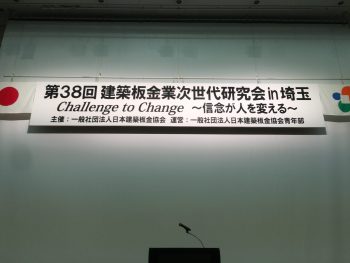 第38回 建築板金業次世代研究会 in 埼玉
Challenge to Change ～信念が人を変える～
主催：一般社団法人日本建築板金協会 運営：一般社団法人日本建築板金協会青年部